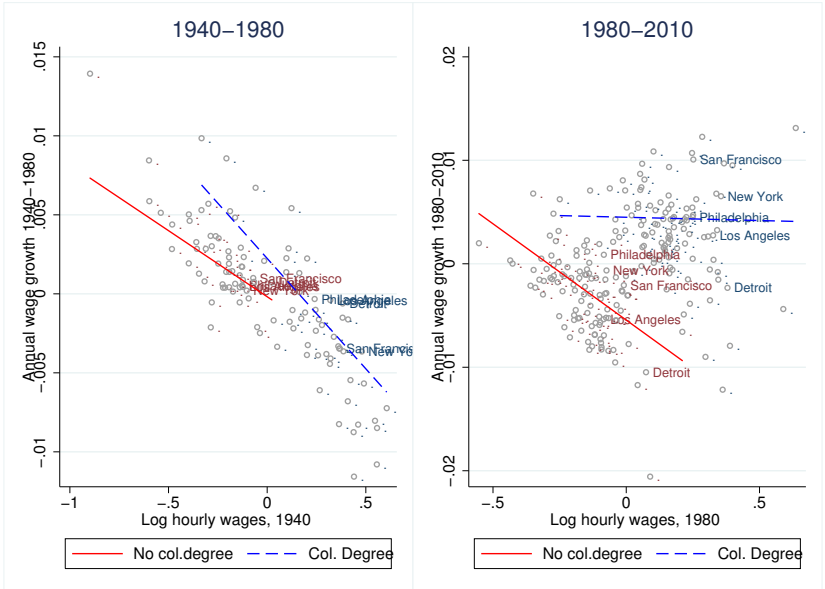 1940−1980
1980−2010
Annual wage growth 1940−1980
.015
.01
.005
0
−.005
−.01
San Francisco
Los Angeles
New York
Philadelphia
Los Angeles
Detroit
San Francis
New Yo
−1
−.5
0
.5
Log hourly wages, 1940
No col.degree
Col. Degree
Annual wage growth 1980−2010
.02
.01
0
−.01
−.02
San Francisco
New York
Philadelphia
Los Angeles
Philadelphia
New York
San Francisco
Detroit
Los Angeles
Detroit
−.5
0
.5
Log hourly wages, 1980
No col.degree
Col. Degree